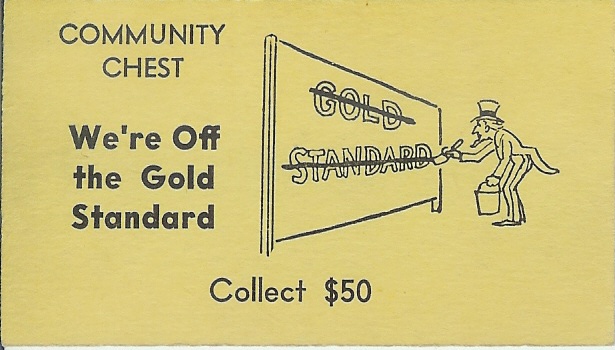 COMMUNITY
CHEST
We're Off
the Gold
Standard
GOLD
STANDARD
Collect $50